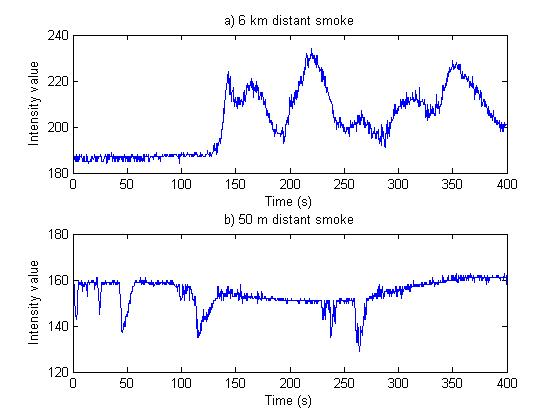 a) 6 km distant smoke
240
220
200
180
Intensity value
0 50 100 150 200 250 300 350 400
Time (s)
b) 50 m distant smoke
180
160
140
120
Intensity value
0 50 100 150 200 250 300 350 400
Time (s)